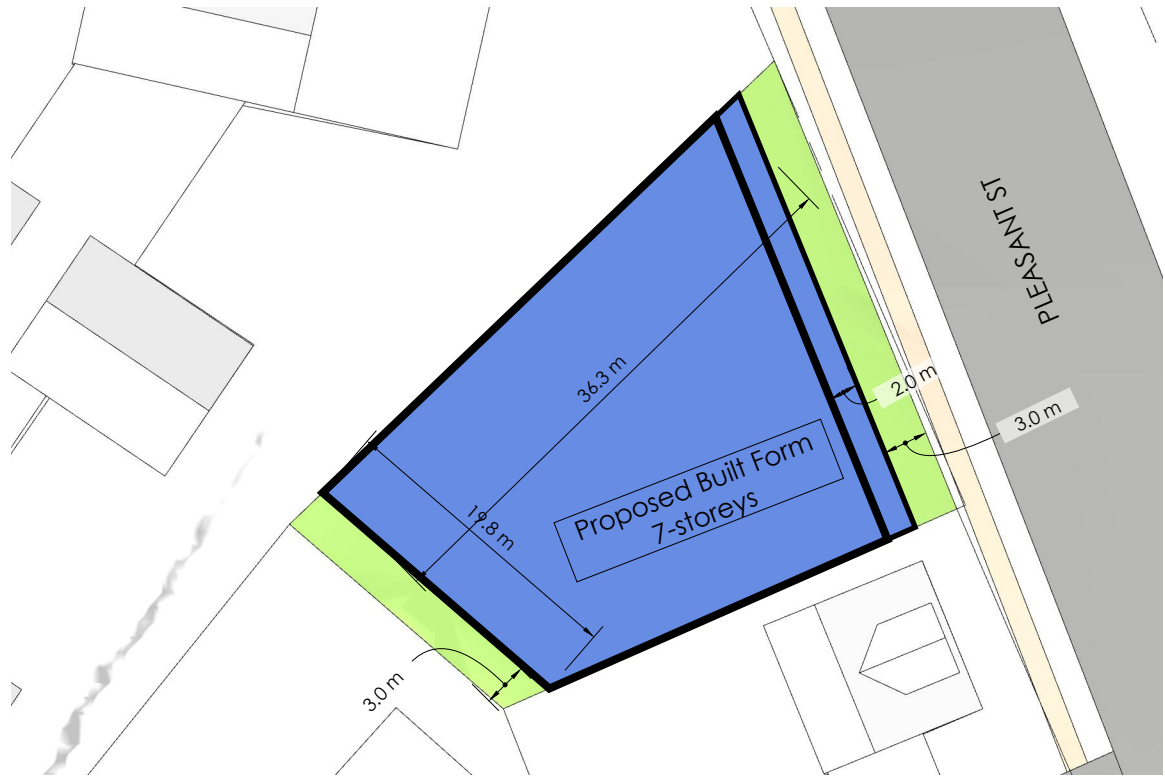 PLEASANT ST
36.3 m
2.0 m
3.0 m
19.8 m
Proposed Built Form
7-storeys
3.0 m